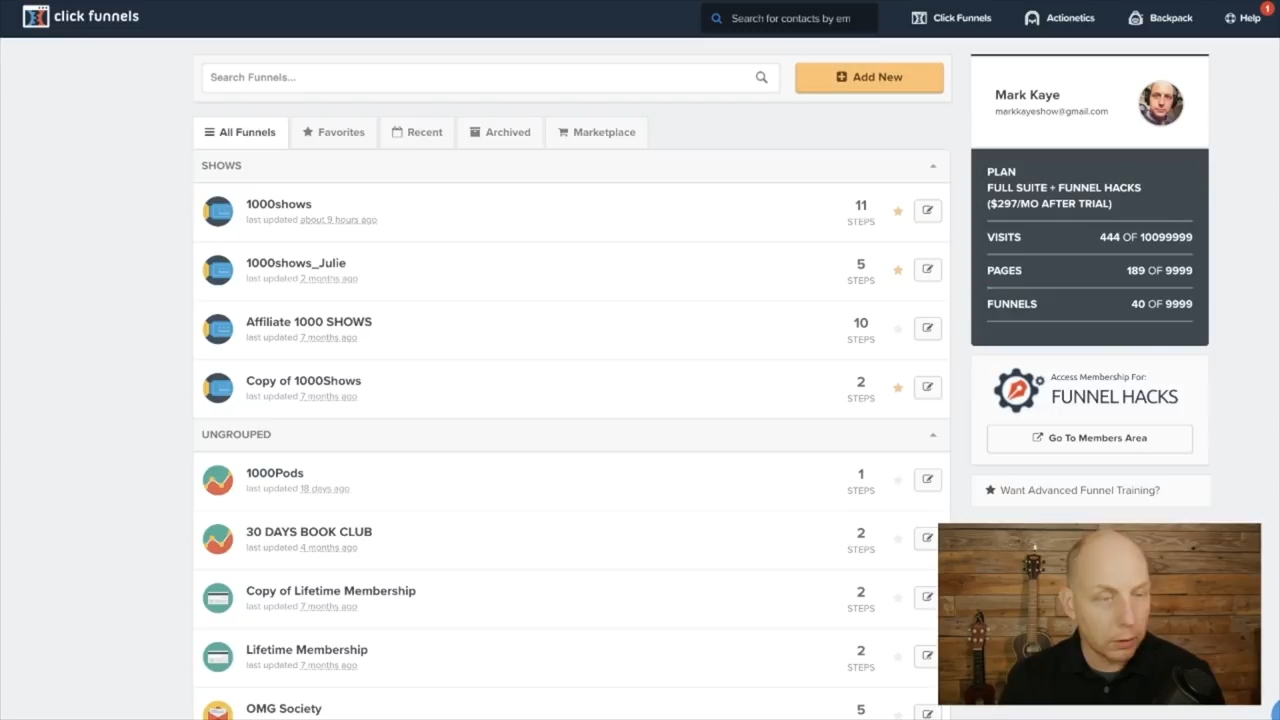 click funnels
Search for contacts by em
Click Funnels
Actionetics
Backpack
Help
1
Search Funnels...
Add New
All Funnels
Favorites
Recent
Archived
Marketplace
SHOWS
1000shows
last updated about 9 hours ago
11
STEPS
1000shows_Julie
last updated 2 months ago
5
STEPS
Affiliate 1000 SHOWS
last updated 7 months ago
10
STEPS
Copy of 1000Shows
last updated 7 months ago
2
STEPS
UNGROUPED
1000Pods
last updated 18 days ago
1
STEPS
30 DAYS BOOK CLUB
last updated 4 months ago
2
STEPS
Copy of Lifetime Membership
last updated 7 months ago
2
STEPS
Lifetime Membership
last updated 7 months ago
2
STEPS
OMG Society
5
Mark Kaye
markkayeshow@gmail.com
PLAN
FULL SUITE + FUNNEL HACKS
($297/MO AFTER TRIAL)
VISITS 444 OF 10099999
PAGES 189 OF 9999
FUNNELS 40 OF 9999
Access Membership For:
FUNNEL HACKS
Go To Members Area
Want Advanced Funnel Training?